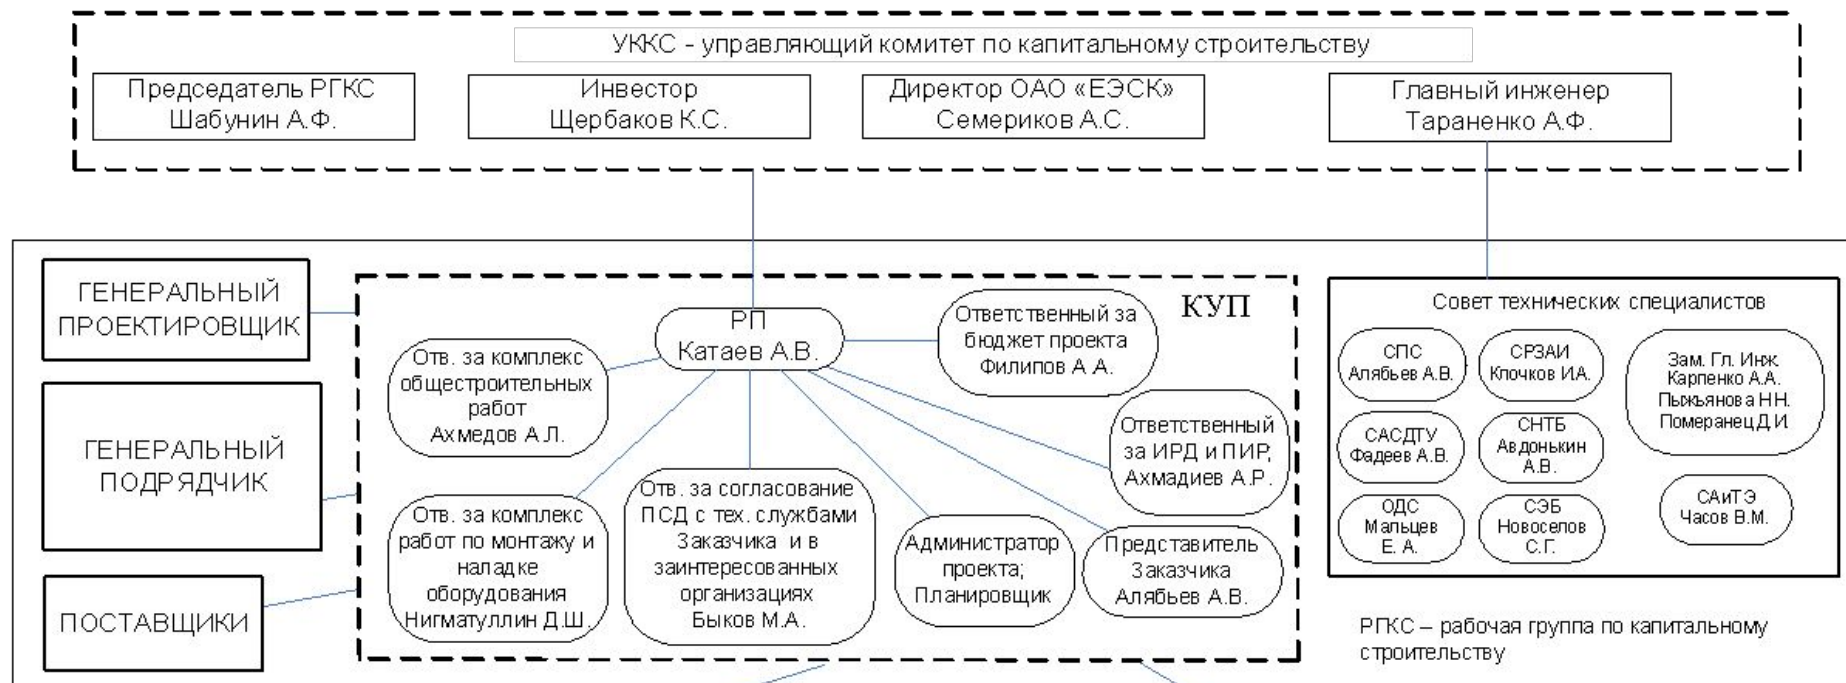 УККС - управляющий комитет по капитальному строительству
Председатель РГКС
Шабунин А.Ф.
Инвестор
Щербаков К.С.
Директор ОАО «ЕЭСК»
Семериков А.С.
Главный инженер
Тараненко А.Ф.
ГЕНЕРАЛЬНЫЙ
ПРОЕКТИРОВЩИК
ГЕНЕРАЛЬНЫЙ
ПОДРЯДЧИК
ПОСТАВЩИКИ
КУП
РП
Катаев А.В.
Ответственный за
бюджет проекта
Филипов А.А.
Отв. за комплекс
общестроительных
работ
Ахмедов А.Л.
Ответственный
за ИРД и ПИР;
Ахмадиев А.Р.
Отв. за комплекс
работ по монтажу и
наладке
оборудования
Нигматуллин Д.Ш.
Отв. за согласование
ПСД с тех. службами
Заказчика и в
заинтересованных
организациях
Быков М.А.
Администратор
проекта;
Планировщик
Представитель
Заказчика
Алябьев А.В.
Совет технических специалистов
СПС
Алябьев А.В.
СРЗАИ
Клочков И.А.
Зам. Гл. Инж.
Карпенко А.А.
Пыжьянова Н.Н.
Померанец Д.И.
САСДТУ
Фадеев А.В.
СНТБ
Авдонькин
А.В.
ОДС
Мальцев
Е. А.
СЭБ
Новоселов
С.Г.
САиТЭ
Часов В.М.
РГКС – рабочая группа по капитальному
строительству